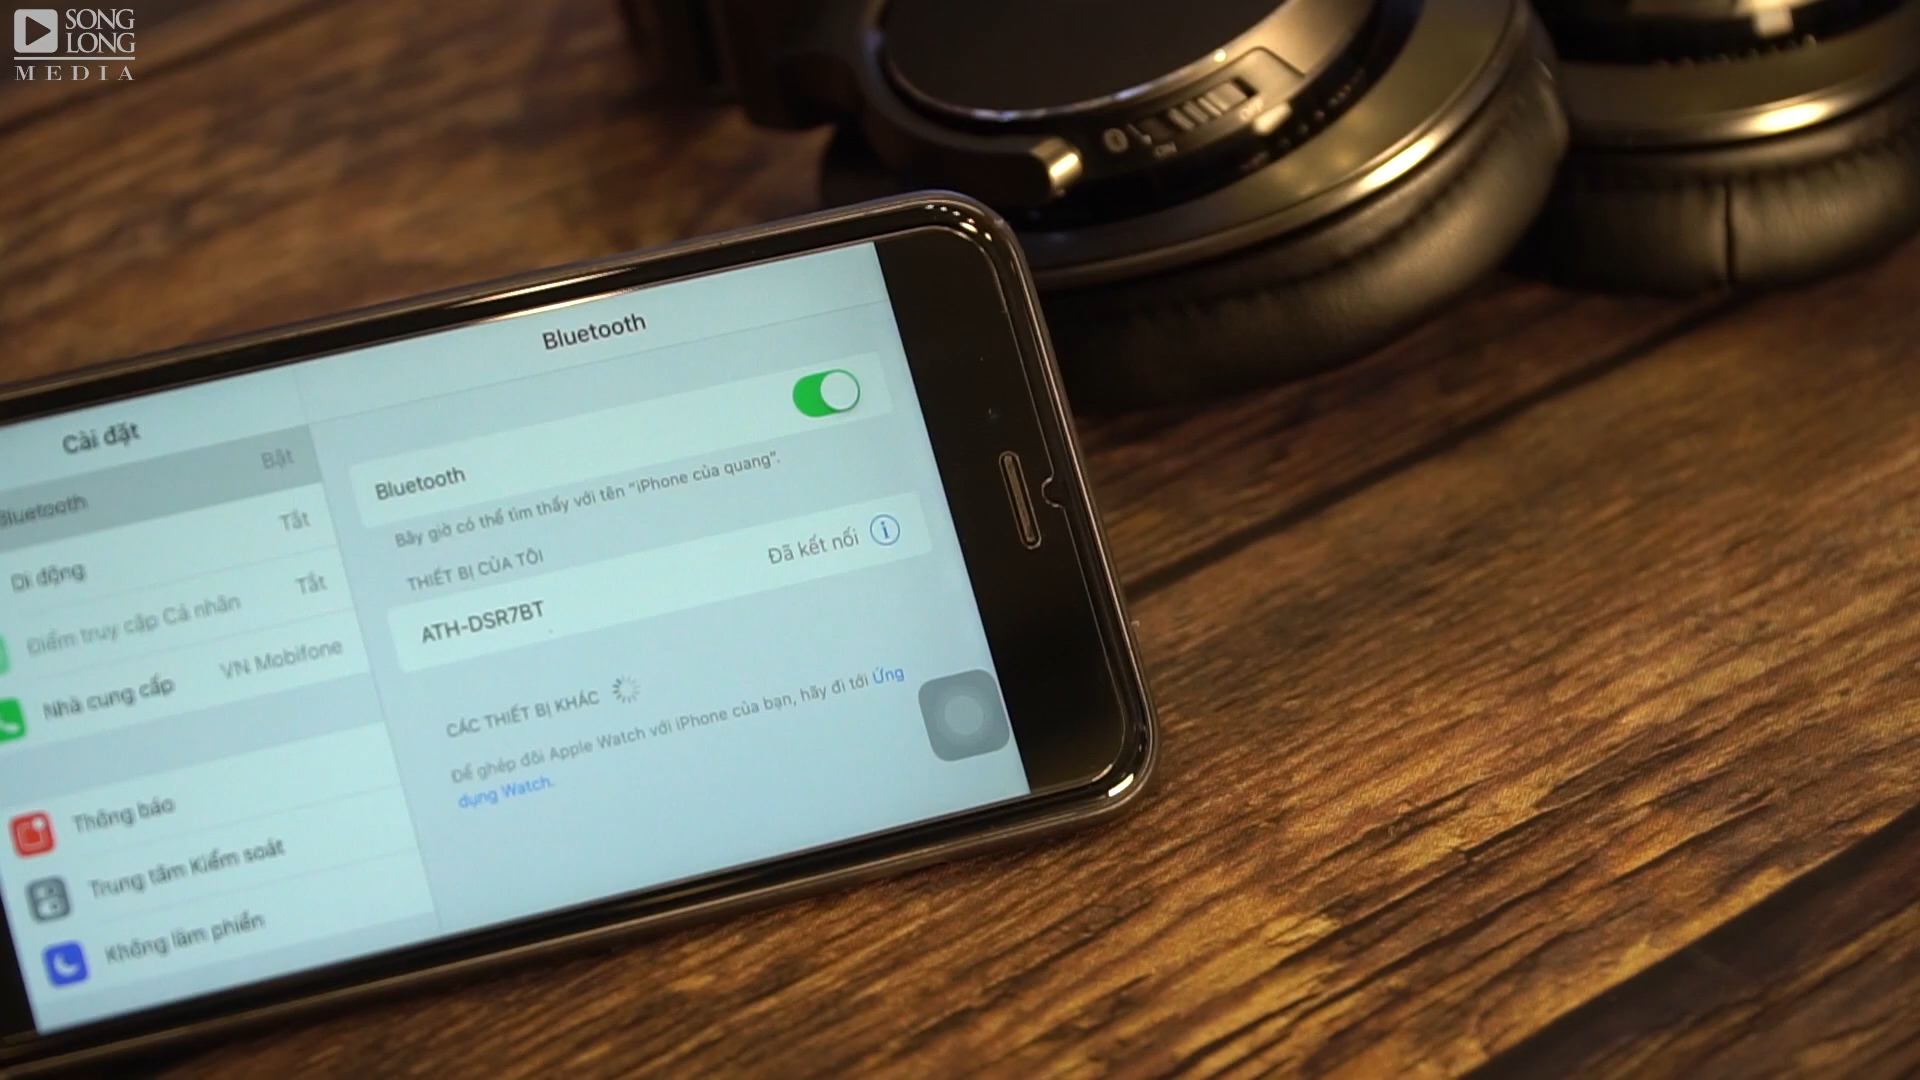 SONG
LONG
MEDIA
Bluetooth
Cài đặt
Bluetooth Bật
Di động Tắt
Điểm truy cập Cá nhân Tắt
Nhà cung cấp VN Mobifone
Thông báo
Trung tâm Kiểm soát
Không làm phiền
Bluetooth
Bây giờ có thể tìm thấy với tên “iPhone của quang”.
THIẾT BỊ CỦA TÔI
ATH-DSR7BT Đã kết nối
CÁC THIẾT BỊ KHÁC
Để ghép đôi Apple Watch với iPhone của bạn, hãy đi tới Ứng
dụng Watch.
ON